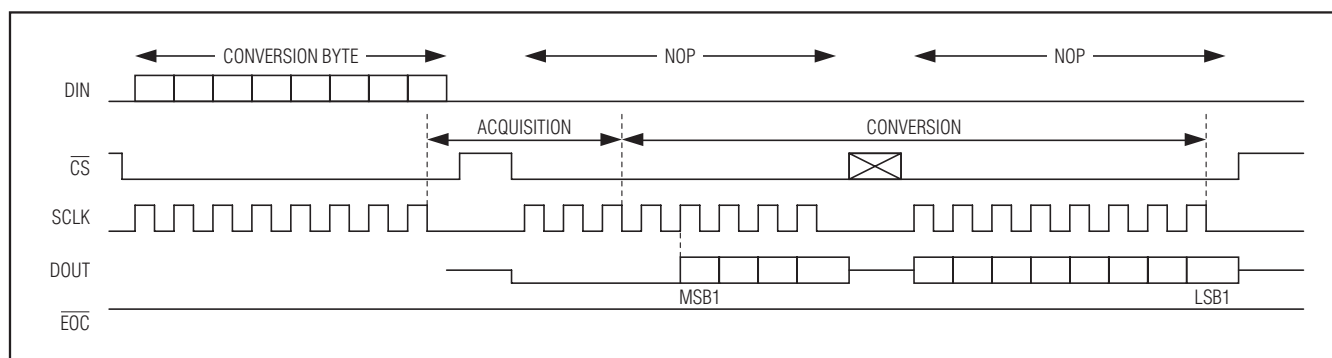 CONVERSION BYTE
NOP
NOP
DIN
ACQUISITION
CONVERSION
CS
SCLK
DOUT
MSB1
LSB1
EOC